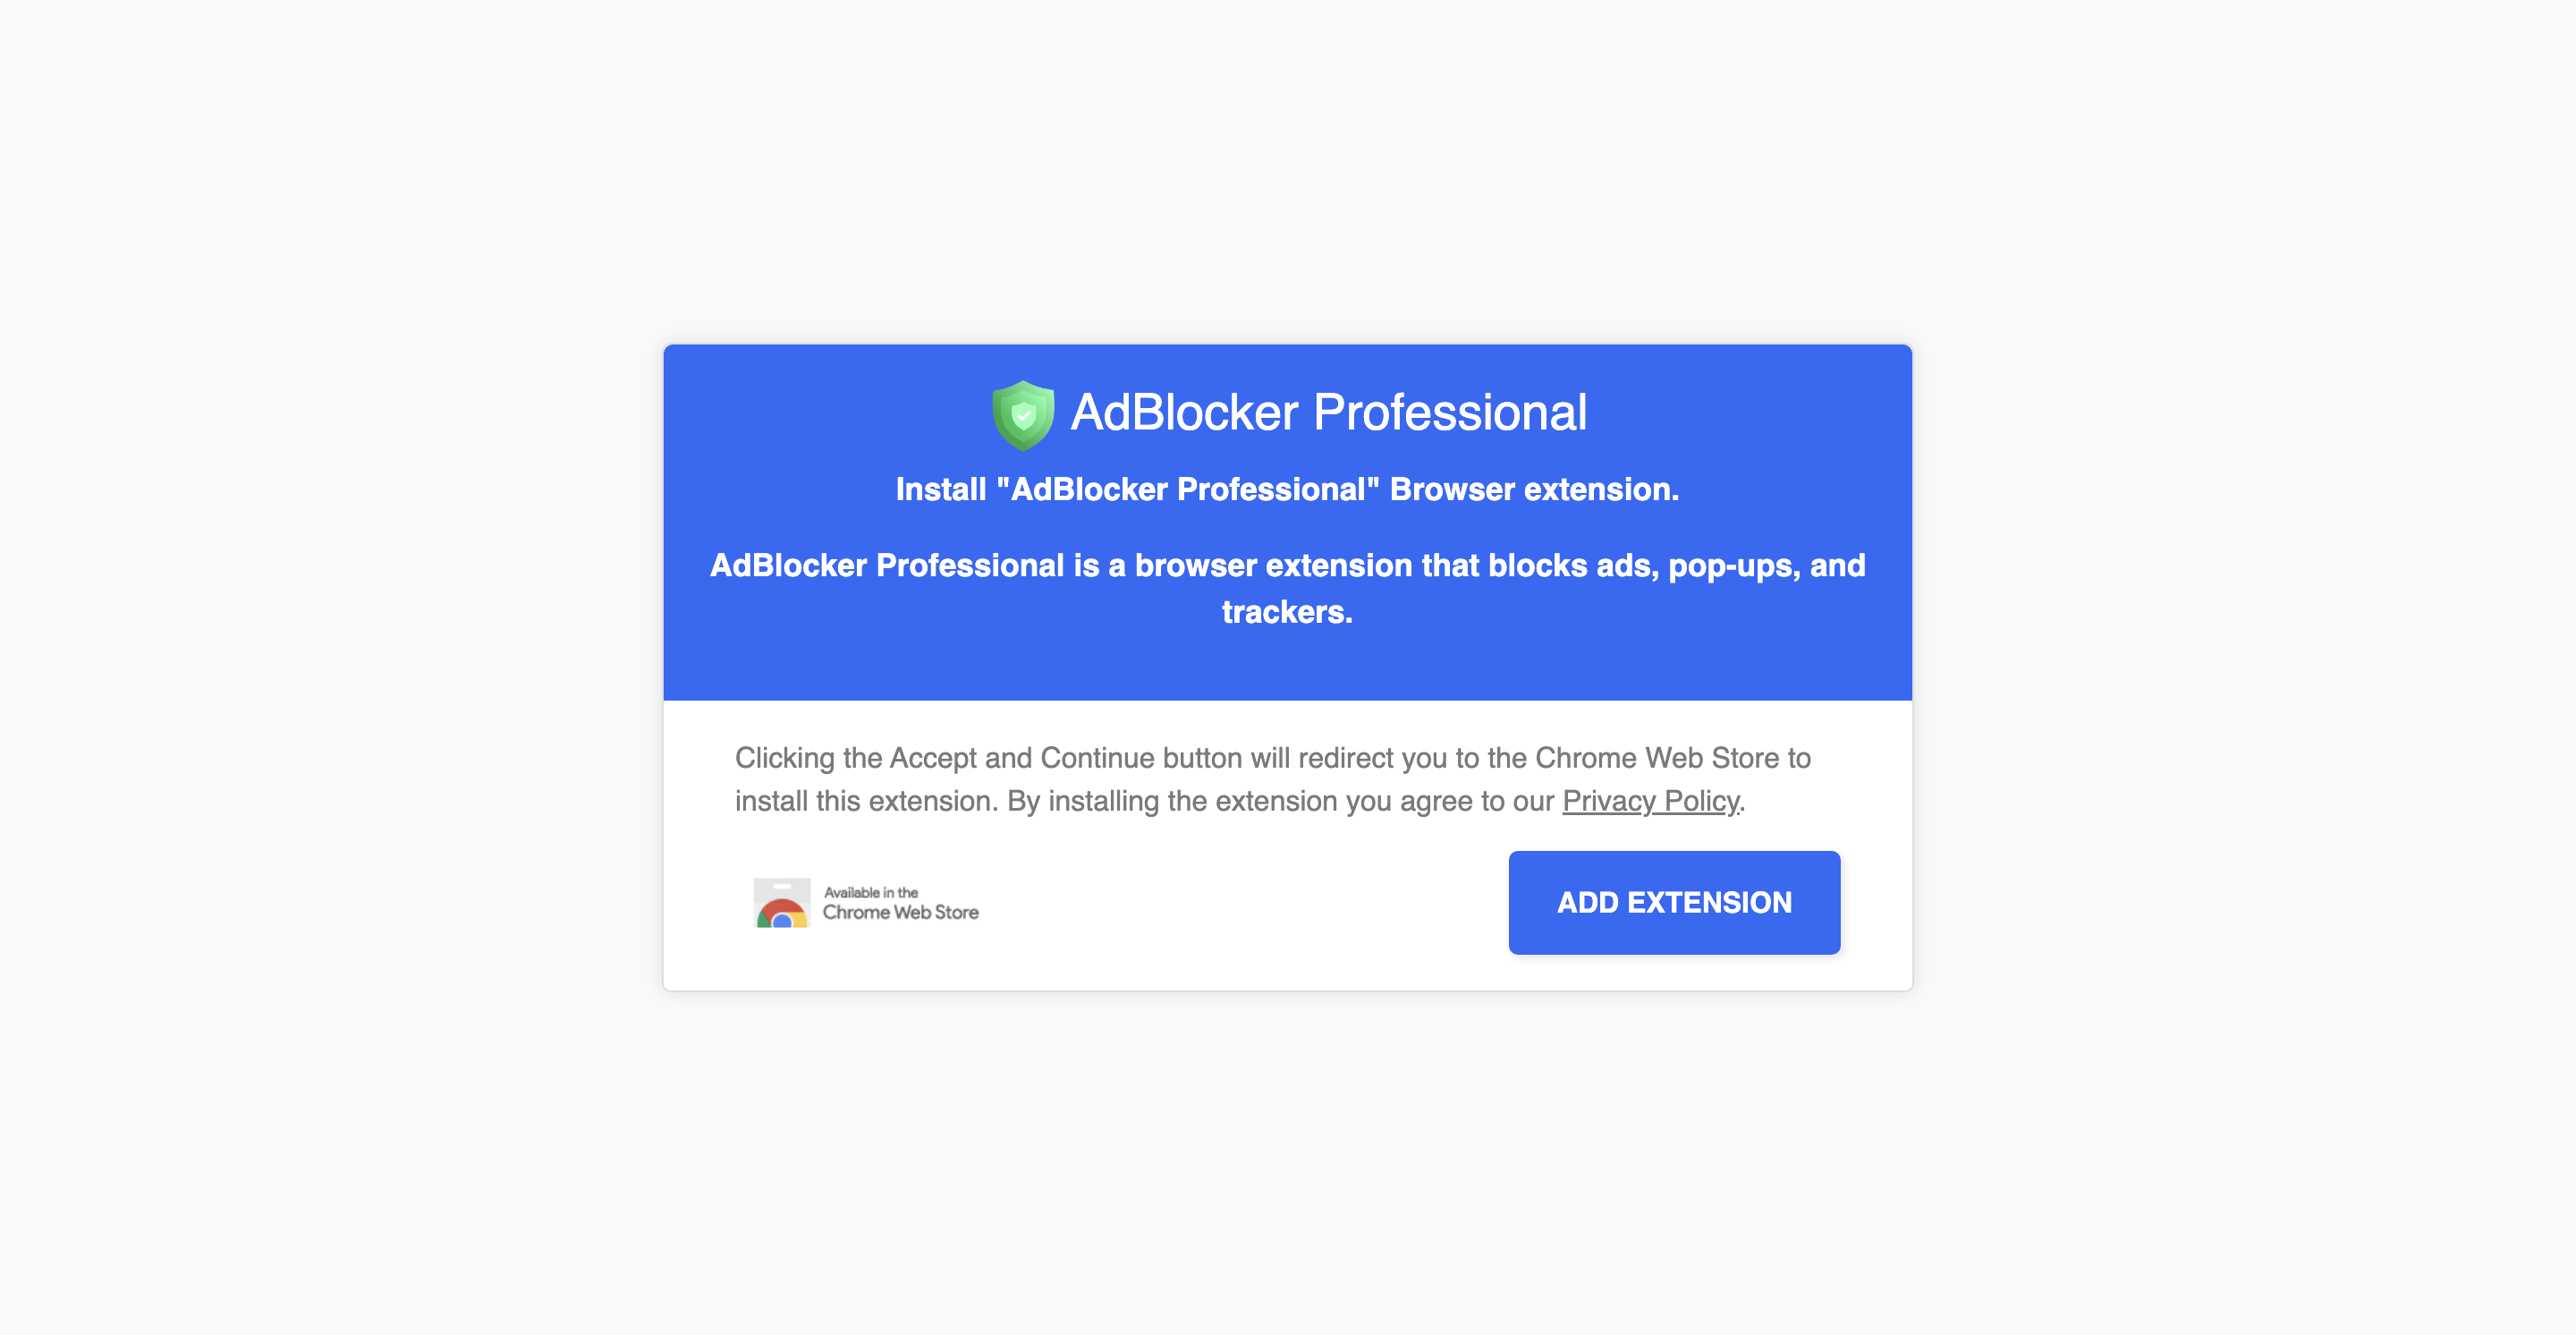 AdBlocker Professional
Install "AdBlocker Professional" Browser extension.
AdBlocker Professional is a browser extension that blocks ads, pop-ups, and
trackers.
Clicking the Accept and Continue button will redirect you to the Chrome Web Store to
install this extension. By installing the extension you agree to our Privacy Policy.
Available in the
Chrome Web Store
ADD EXTENSION